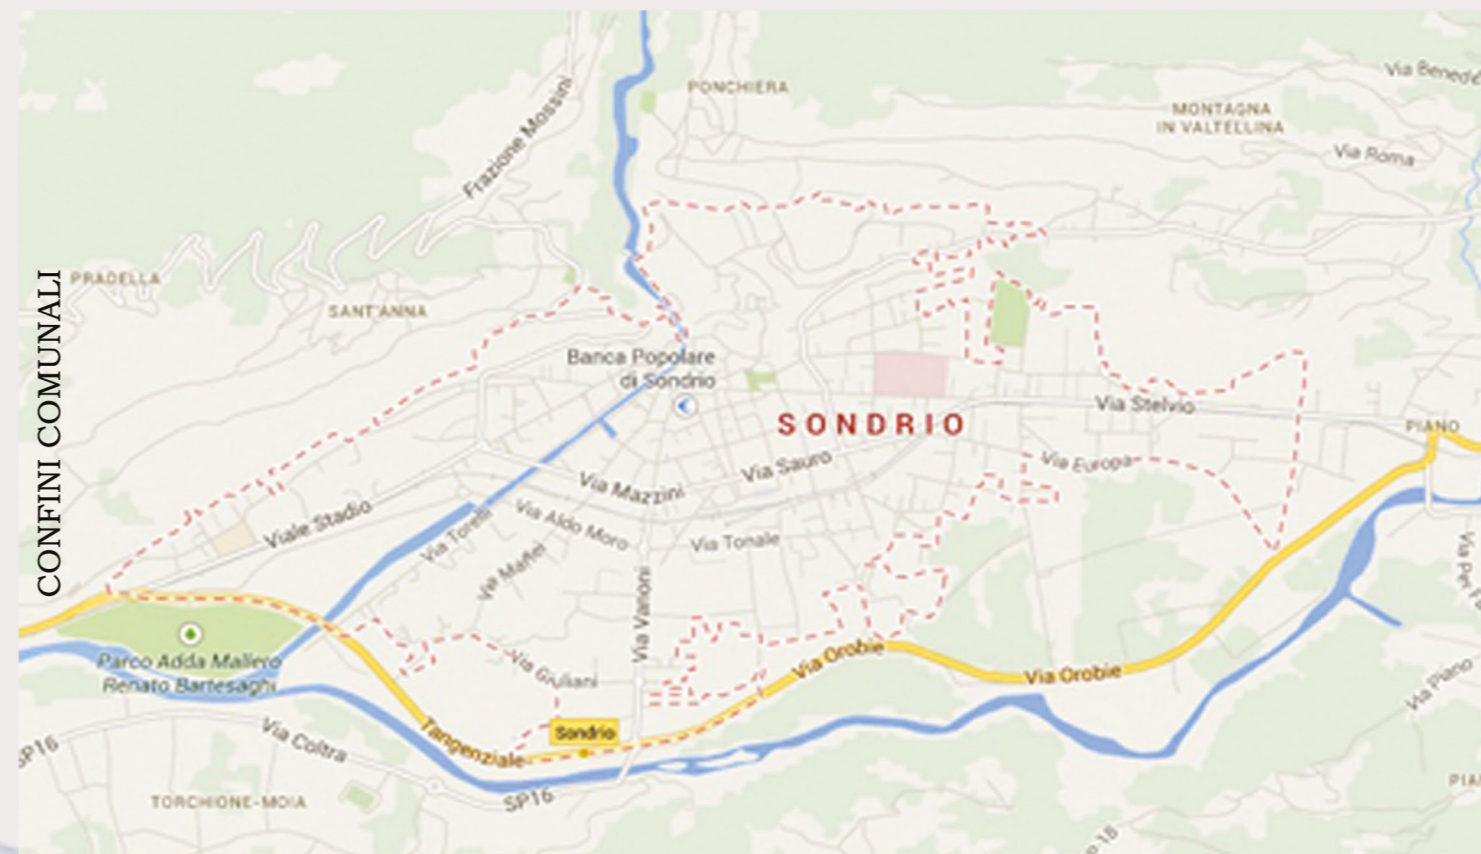 CONFINI COMUNALI
PONCHIERA
Frazione Mossini
MONTAGNA
IN VALTELLINA
Via Roma
PRADELLA
SANT'ANNA
Banca Popolare
di Sondrio
SONDRIO
Via Stelvio
PIANO
Via Europa
Via Sauro
Via Mazzini
Viale Stadio
Via Torelli
Via Aldo Moro
Via Tonale
Via Maffei
Via Vanoni
Parco Adda Mallero
Renato Bartesaghi
Via Giuliani
Via Orobie
Via Orobie
Via Piano
Sondrio
Tangenziale
SP16
Via Coltra
SP16
TORCHIONE-MOIA